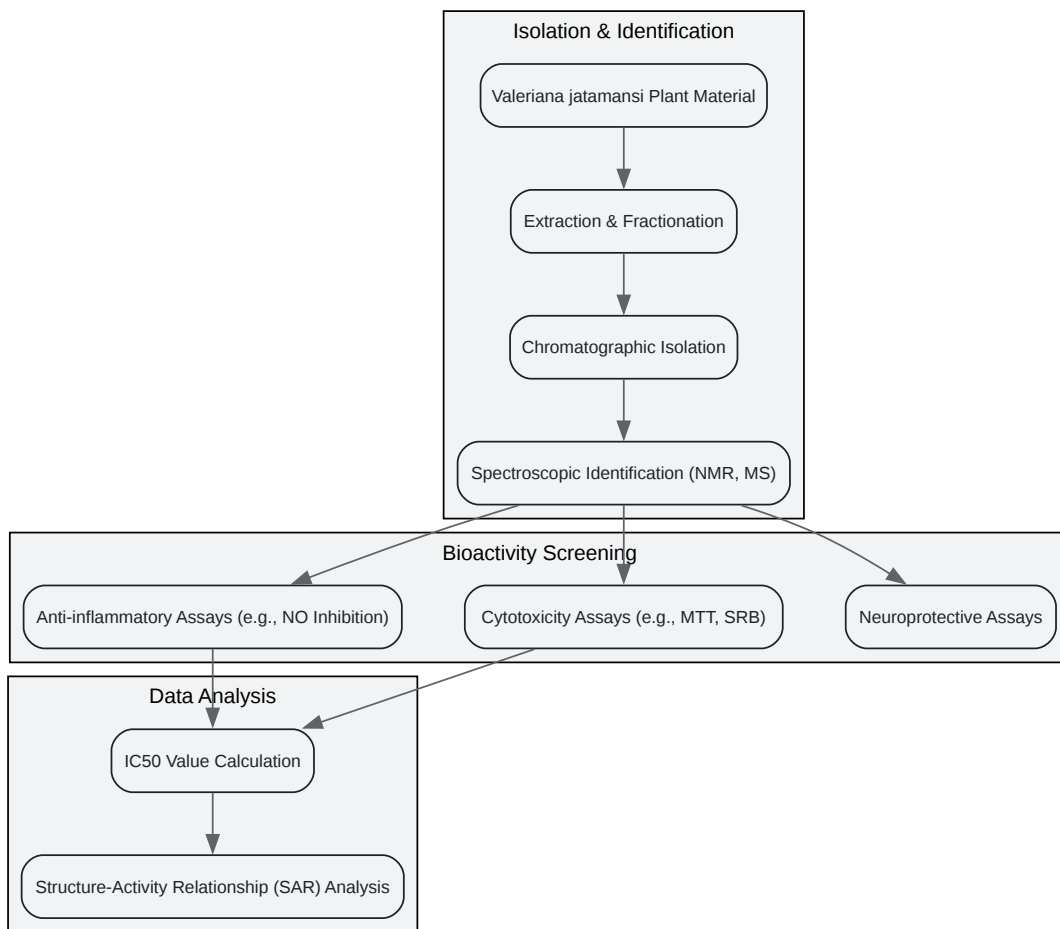 Isolation & Identification
Valeriana jatamansi Plant Material
Extraction & Fractionation
Chromatographic Isolation
Spectroscopic Identification (NMR, MS)
Bioactivity Screening
Anti-inflammatory Assays (e.g., NO Inhibition)
Cytotoxicity Assays (e.g., MTT, SRB)
Neuroprotective Assays
Data Analysis
IC50 Value Calculation
Structure-Activity Relationship (SAR) Analysis